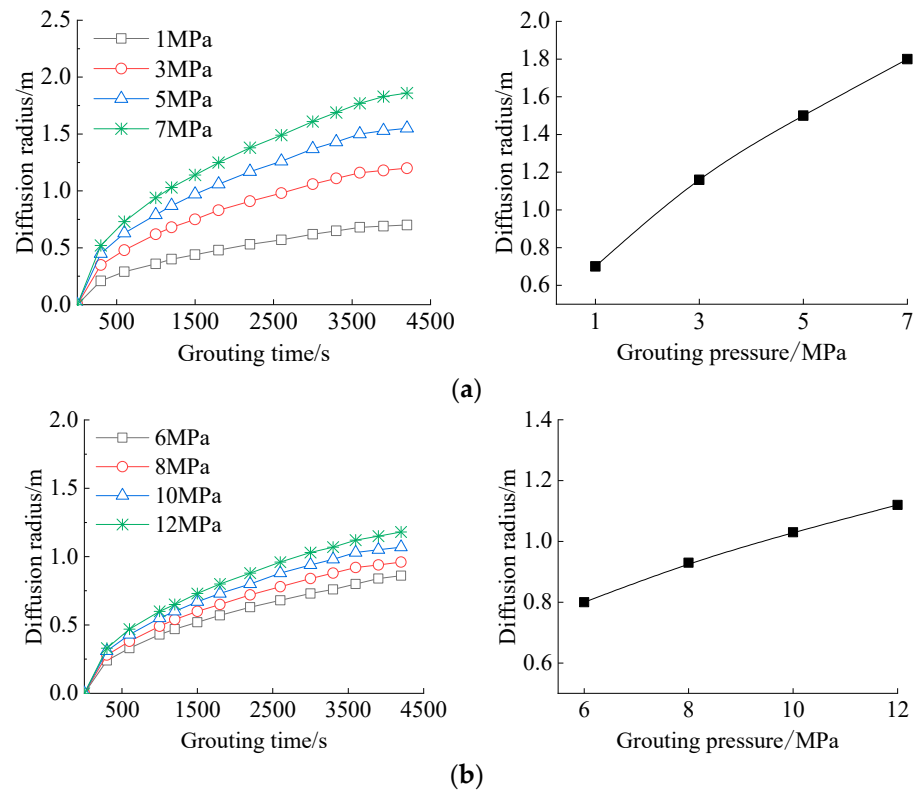 2.5
2.0
1.5
1.0
0.5
0.0
Diffusion radius/m
1MPa
3MPa
5MPa
7MPa
500 1500 2500 3500 4500
Grouting time/s
1.8
1.6
1.4
1.2
1.0
0.8
0.6
Diffusion radius/m
1 3 5 7
Grouting pressure/MPa
(a)
2.0
1.5
1.0
0.5
0.0
Diffusion radius/m
6MPa
8MPa
10MPa
12MPa
500 1500 2500 3500 4500
Grouting time/s
1.4
1.2
1.0
0.8
0.6
Diffusion radius/m
6 8 10 12
Grouting pressure/MPa
(b)